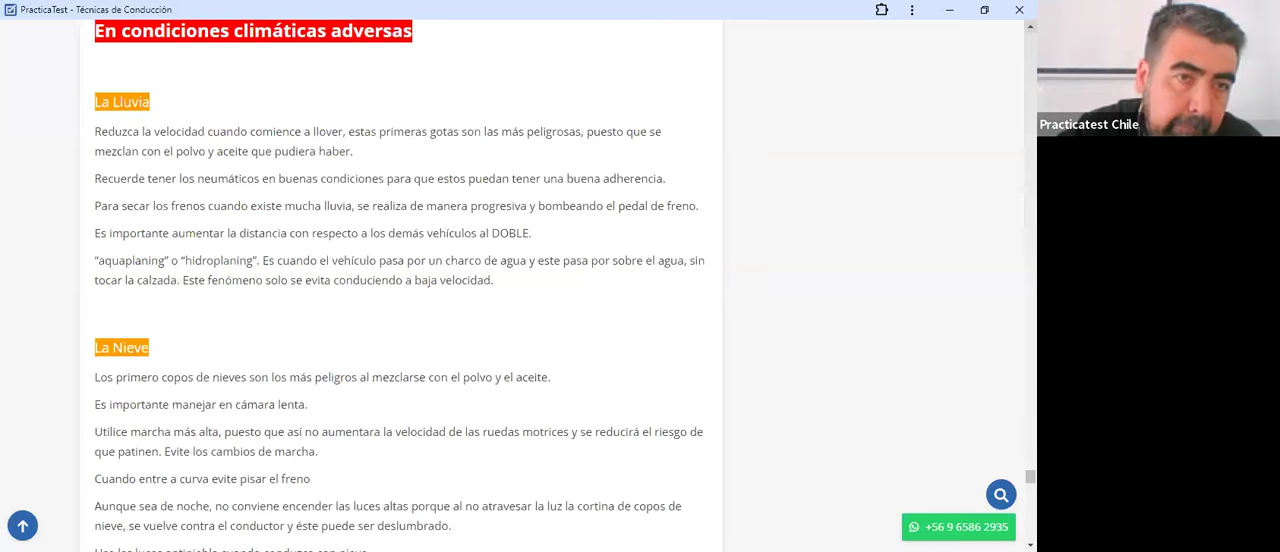 PracticaTest - Técnicas de Conducción
En condiciones climáticas adversas
La Lluvia
Reduzca la velocidad cuando comience a llover, estas primeras gotas son las más peligrosas, puesto que se
mezclan con el polvo y aceite que pudiera haber.
Recuerde tener los neumáticos en buenas condiciones para que estos puedan tener una buena adherencia.
Para secar los frenos cuando existe mucha lluvia, se realiza de manera progresiva y bombeando el pedal de freno.
Es importante aumentar la distancia con respecto a los demás vehículos al DOBLE.
“aquaplaning” o “hidroplaning”. Es cuando el vehículo pasa por un charco de agua y este pasa por sobre el agua, sin
tocar la calzada. Este fenómeno solo se evita conduciendo a baja velocidad.
La Nieve
Los primero copos de nieves son los más peligros al mezclarse con el polvo y el aceite.
Es importante manejar en cámara lenta.
Utilice marcha más alta, puesto que así no aumentara la velocidad de las ruedas motrices y se reducirá el riesgo de
que patinen. Evite los cambios de marcha.
Cuando entre a curva evite pisar el freno
Aunque sea de noche, no conviene encender las luces altas porque al no atravesar la luz la cortina de copos de
nieve, se vuelve contra el conductor y éste puede ser deslumbrado.
+56 9 6586 2935
Practicatest Chile